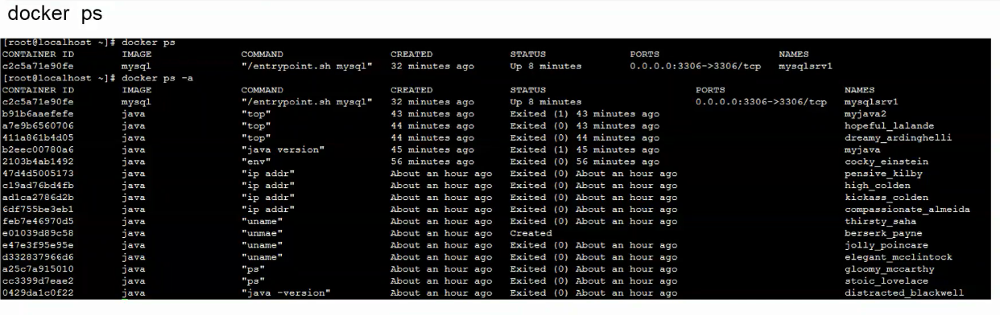 docker ps
[root@localhost ~]# docker ps
CONTAINER ID IMAGE COMMAND CREATED STATUS PORTS NAMES
c2c5a71e90fe mysql "/entrypoint.sh mysql" 32 minutes ago Up 8 minutes 0.0.0.0:3306->3306/tcp mysqlsrv1
[root@localhost ~]# docker ps -a
CONTAINER ID IMAGE COMMAND CREATED STATUS PORTS NAMES
c2c5a71e90fe mysql "/entrypoint.sh mysql" 32 minutes ago Up 8 minutes 0.0.0.0:3306->3306/tcp mysqlsrv1
b91b6aaefefe java "top" 43 minutes ago Exited (1) 43 minutes ago myjava2
a7e9b6560706 java "top" 44 minutes ago Exited (0) 43 minutes ago hopeful_lalande
411a861b4d05 java "top" 44 minutes ago Exited (0) 44 minutes ago dreamy_ardinghelli
b2eec00780a6 java "java version" 45 minutes ago Exited (1) 45 minutes ago myjava
2103b4ab1492 java "env" 56 minutes ago Exited (0) 56 minutes ago cocky_einstein
47d4d5005173 java "ip addr" About an hour ago Exited (0) About an hour ago pensive_kilby
c19ad76bd4fb java "ip addr" About an hour ago Exited (0) About an hour ago high_colden
ad1ca2786d2b java "ip addr" About an hour ago Exited (0) About an hour ago kickass_colden
6df755be3eb1 java "ip addr" About an hour ago Exited (0) About an hour ago compassionate_almeida
feb7e46970d5 java "uname" About an hour ago Exited (0) About an hour ago thirsty_saha
e01039d89c58 java "unmae" About an hour ago Created berserk_payne
e47e3f95e95e java "uname" About an hour ago Exited (0) About an hour ago jolly_poincare
d332837966d6 java "uname" About an hour ago Exited (0) About an hour ago elegant_mcclintock
a25c7a915010 java "ps" About an hour ago Exited (0) About an hour ago gloomy_mccarthy
cc3399d7eae2 java "ps" About an hour ago Exited (0) About an hour ago stoic_lovelace
0429da1c0f22 java "java -version" About an hour ago Exited (0) About an hour ago distracted_blackwell